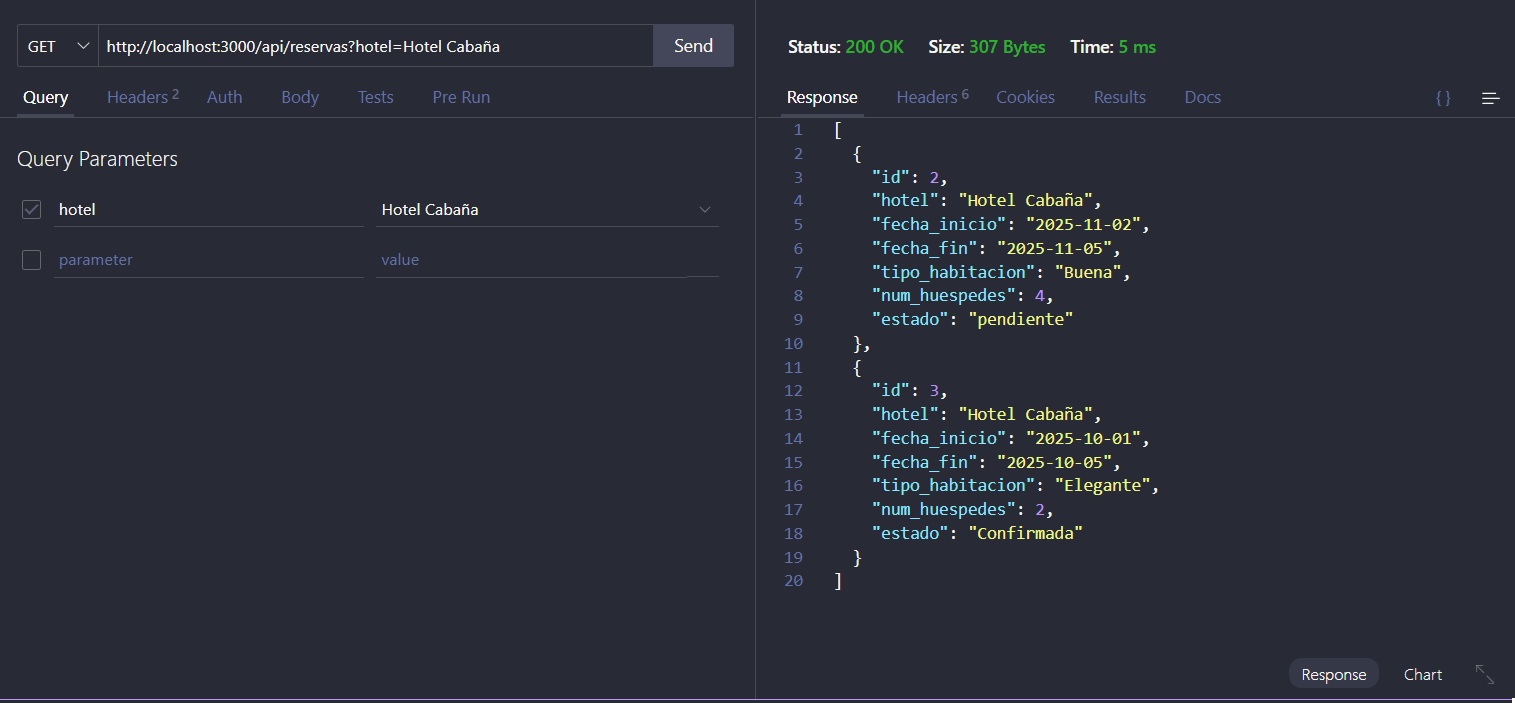 GET http://localhost:3000/api/reservas?hotel=Hotel Cabaña Send
Query Headers 2 Auth Body Tests Pre Run
Query Parameters
hotel Hotel Cabaña
parameter value
Status: 200 OK Size: 307 Bytes Time: 5 ms
Response Headers 6 Cookies Results Docs {}
1 [
2 {
3 "id": 2,
4 "hotel": "Hotel Cabaña",
5 "fecha_inicio": "2025-11-02",
6 "fecha_fin": "2025-11-05",
7 "tipo_habitacion": "Buena",
8 "num_huespedes": 4,
9 "estado": "pendiente"
10 },
11 {
12 "id": 3,
13 "hotel": "Hotel Cabaña",
14 "fecha_inicio": "2025-10-01",
15 "fecha_fin": "2025-10-05",
16 "tipo_habitacion": "Elegante",
17 "num_huespedes": 2,
18 "estado": "Confirmada"
19 }
20 ]
Response Chart